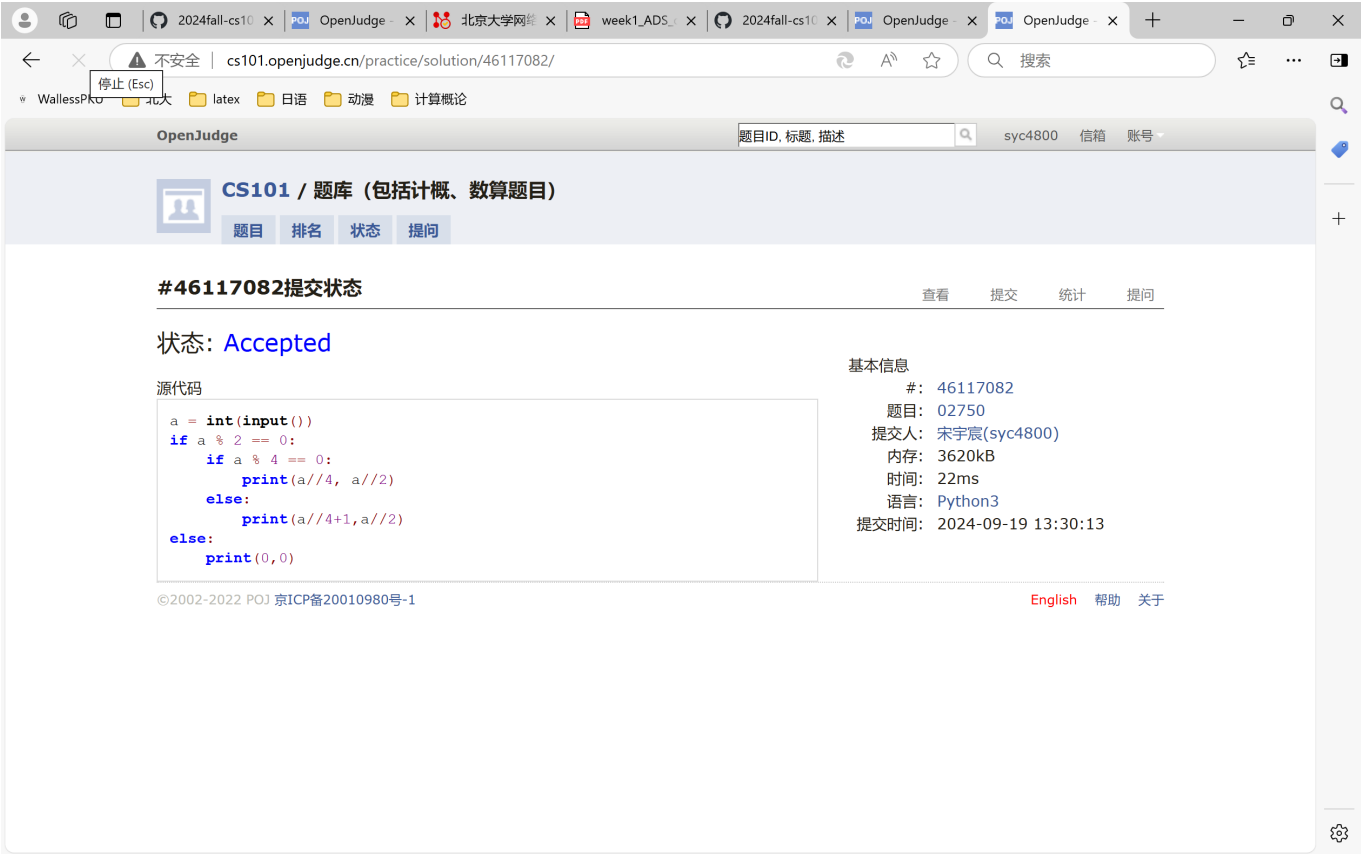 2024fall-cs10 OpenJudge - 北京大学网络 week1_ADS_ 2024fall-cs10 OpenJudge - OpenJudge -
不安全 cs101.openjudge.cn/practice/solution/46117082/ 搜索
停止 (Esc)
WallessPKU 北大 latex 日语 动漫 计算概论
OpenJudge 题目ID, 标题, 描述 syc4800 信箱 账号
CS101 / 题库（包括计概、数算题目）
题目 排名 状态 提问
#46117082提交状态 查看 提交 统计 提问
状态: Accepted
源代码
a = int(input())
if a % 2 == 0:
    if a % 4 == 0:
        print(a//4, a//2)
    else:
        print(a//4+1,a//2)
else:
    print(0,0)
基本信息
#: 46117082
题目: 02750
提交人: 宋宇宸(syc4800)
内存: 3620kB
时间: 22ms
语言: Python3
提交时间: 2024-09-19 13:30:13
©2002-2022 POJ 京ICP备20010980号-1 English 帮助 关于